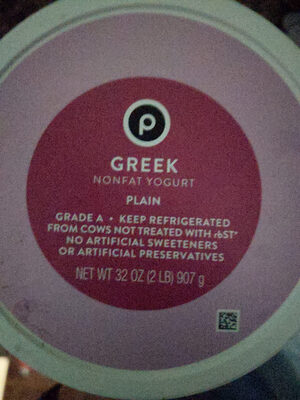 p
GREEK
NONFAT YOGURT
PLAIN
GRADE A • KEEP REFRIGERATED
FROM COWS NOT TREATED WITH rbST*
NO ARTIFICIAL SWEETENERS
OR ARTIFICIAL PRESERVATIVES
NET WT 32 OZ (2 LB) 907 g